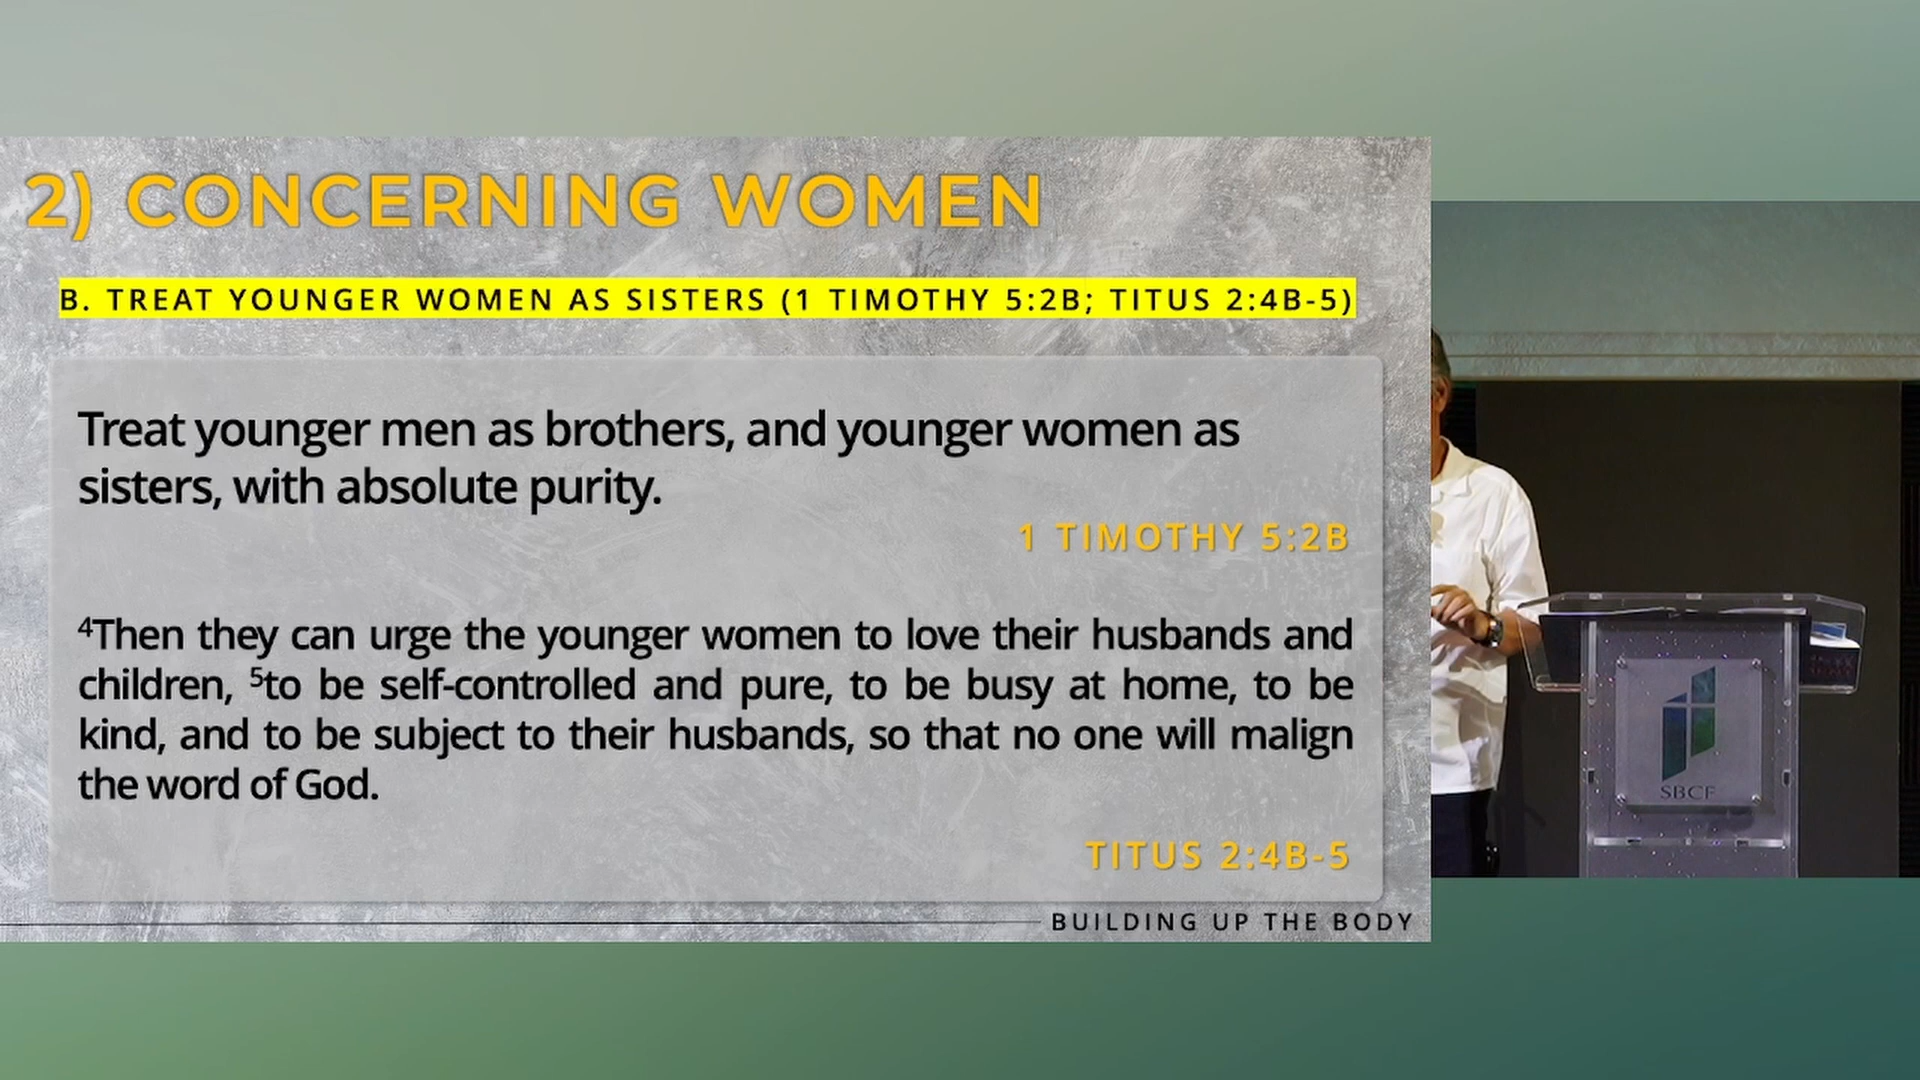 2) CONCERNING WOMEN
B. TREAT YOUNGER WOMEN AS SISTERS (1 TIMOTHY 5:2B; TITUS 2:4B-5)
Treat younger men as brothers, and younger women as
sisters, with absolute purity.
1 TIMOTHY 5:2B
⁴Then they can urge the younger women to love their husbands and
children, ⁵to be self-controlled and pure, to be busy at home, to be
kind, and to be subject to their husbands, so that no one will malign
the word of God.
TITUS 2:4B-5
BUILDING UP THE BODY
SBCF